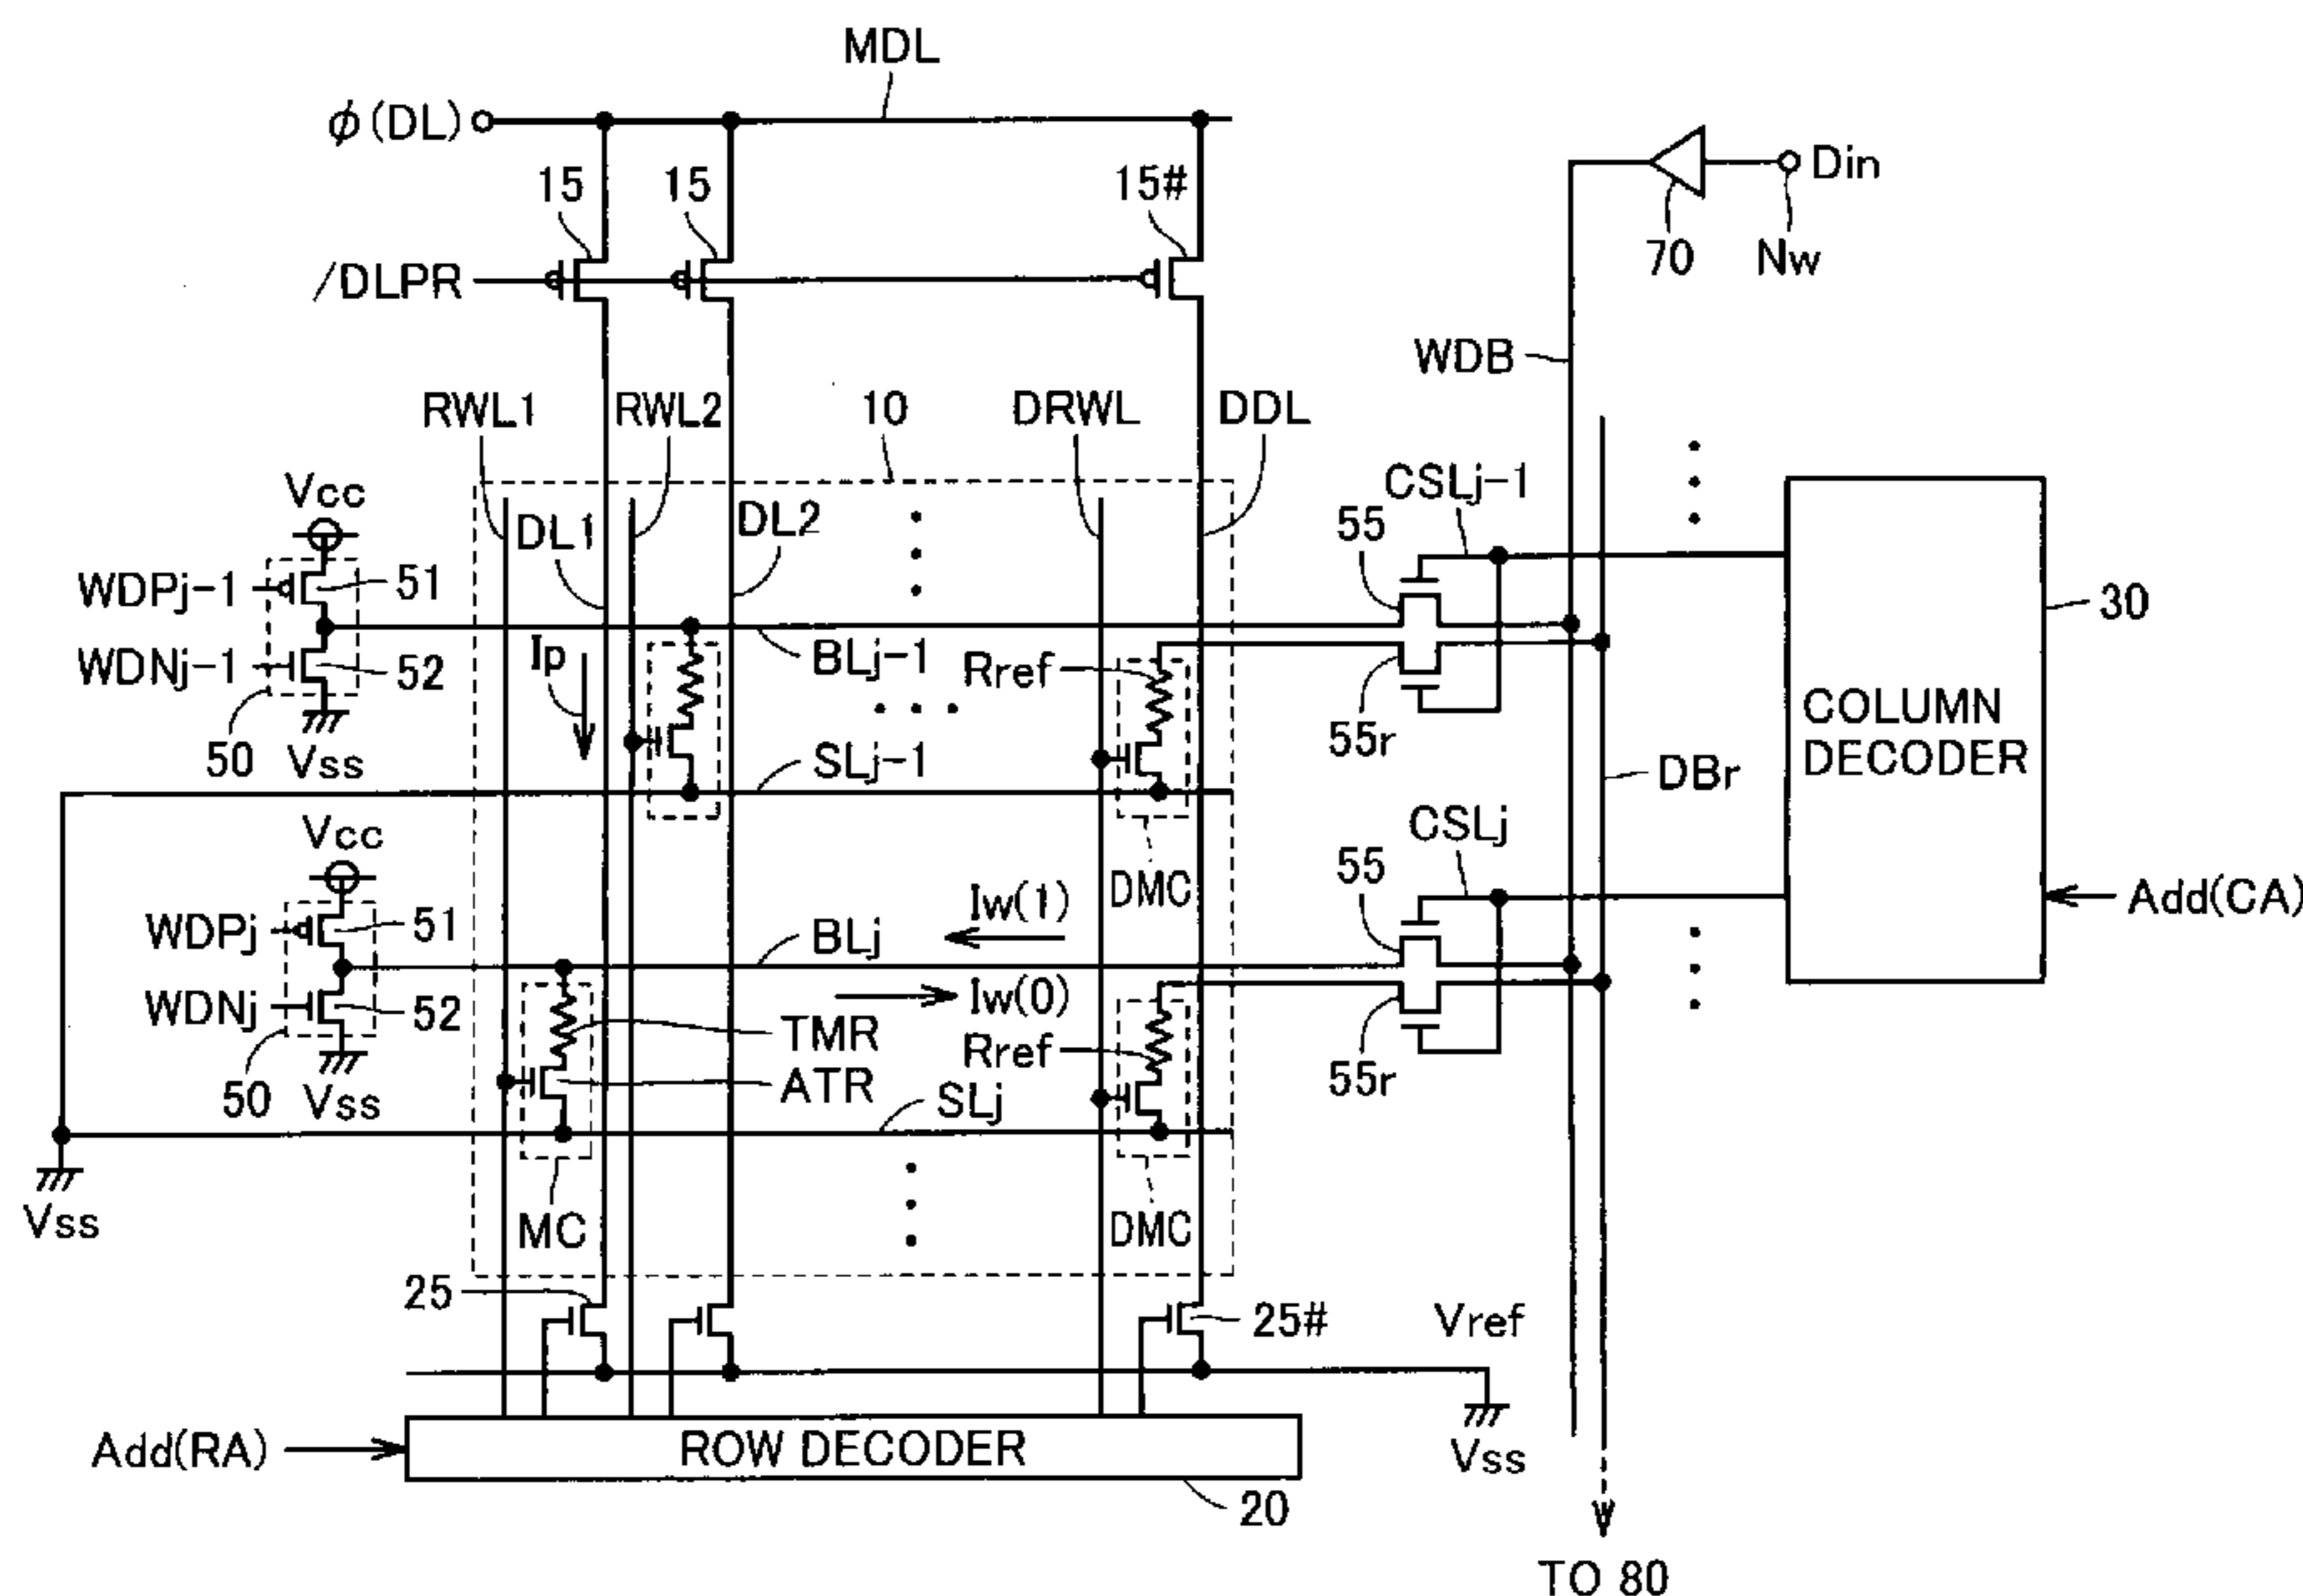 MDL
φ(DL)
Din
15
15
15#
70
Nw
/DLPR
WDB
RWL1
RWL2
10
DRWL
DDL
Vcc
DL1
DL2
CSLj-1
55
WDPj-1
51
30
WDNj-1
52
Ip
BLj-1
Rref
COLUMN
DECODER
50
Vss
SLj-1
55r
DBr
Vcc
DMC
CSLj
55
Add(CA)
WDPj
51
BLj
Iw(1)
WDNj
52
Iw(0)
TMR
Rref
50
Vss
ATR
SLj
55r
Vss
MC
DMC
25
25#
Vref
Add(RA)
ROW DECODER
Vss
20
TO 80